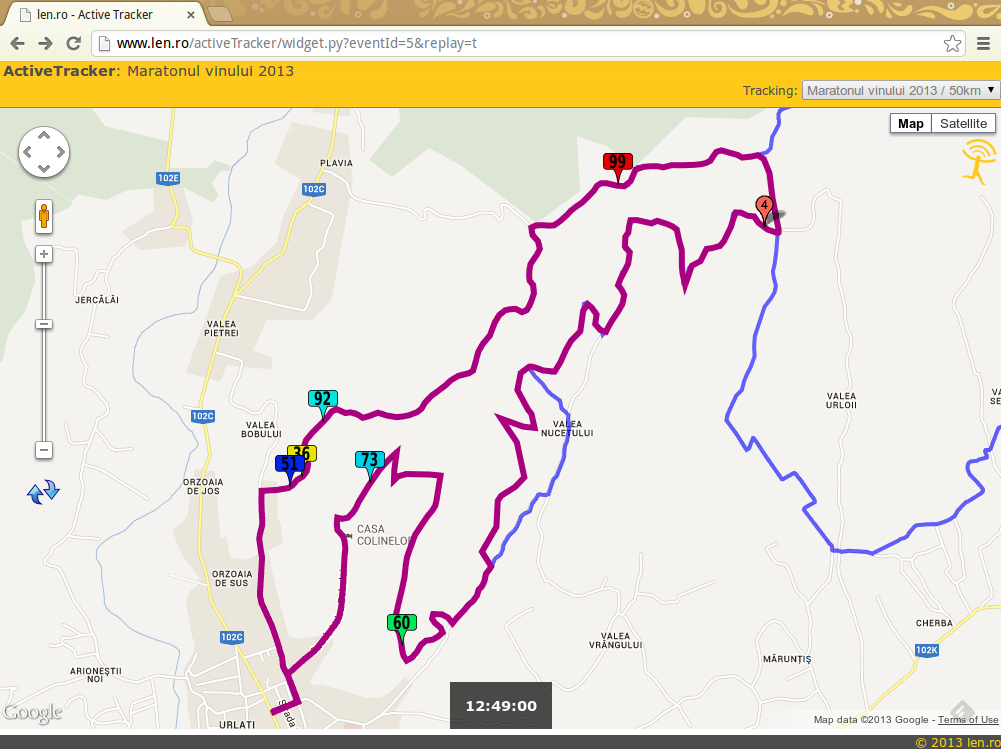 len.ro - Active Tracker
www.len.ro/activeTracker/widget.py?eventId=5&replay=t
ActiveTracker: Maratonul vinului 2013
Tracking: Maratonul vinului 2013 / 50km
Map Satellite
PLAVIA
99
102E
102C
4
JERCĂLĂI
VALEA
PIETREI
92
102C
VALEA
URLOII
VALEA
BOBULUI
VALEA
NUCETULUI
36
51
73
ORZOAIA
DE JOS
CASA
COLINELOR
ORZOAIA
DE SUS
60
102C
CHERBA
VALEA
VRÂNGULUI
102K
MĂRUNȚIȘ
ARIONEȘTII
NOI
Strada
12:49:00
Google
URLATI
Map data ©2013 Google - Terms of Use
© 2013 len.ro